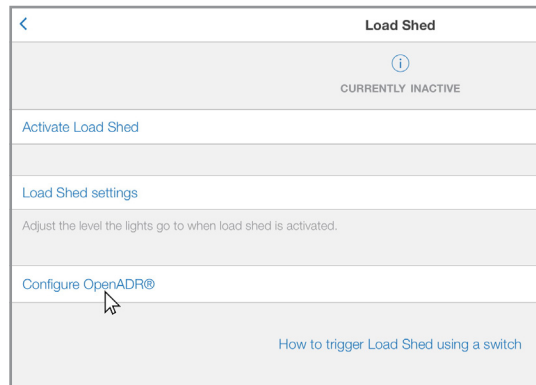 Load Shed
CURRENTLY INACTIVE
Activate Load Shed
Load Shed settings
Adjust the level the lights go to when load shed is activated.
Configure OpenADR®
How to trigger Load Shed using a switch